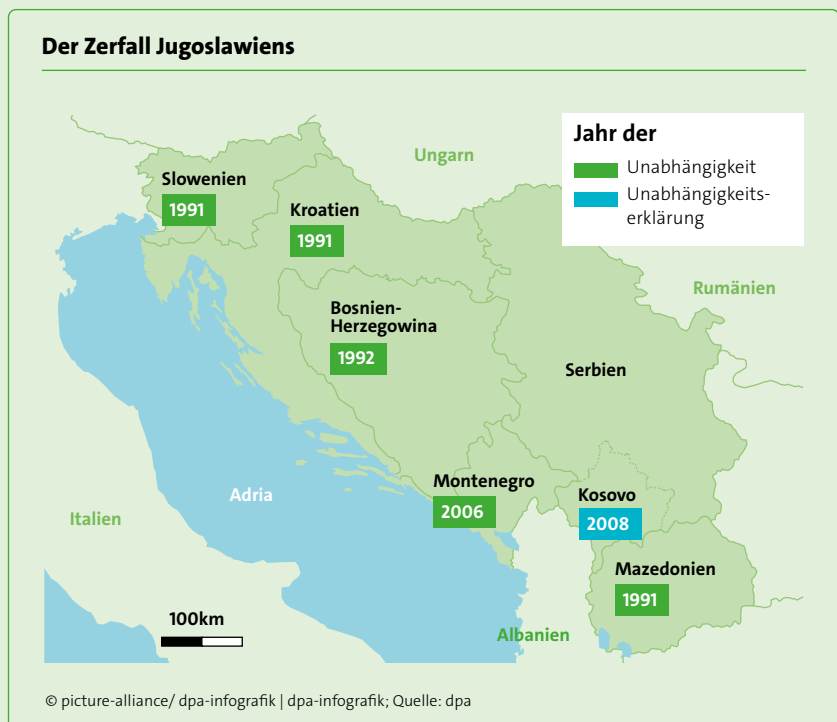 Der Zerfall Jugoslawiens
Jahr der
Unabhängigkeit
Unabhängigkeits-
erklärung
Ungarn
Slowenien
1991
Kroatien
1991
Rumänien
Bosnien-
Herzegowina
1992
Serbien
Adria
Italien
Montenegro
2006
Kosovo
2008
Mazedonien
1991
100km
Albanien
© picture-alliance/ dpa-infografik | dpa-infografik; Quelle: dpa